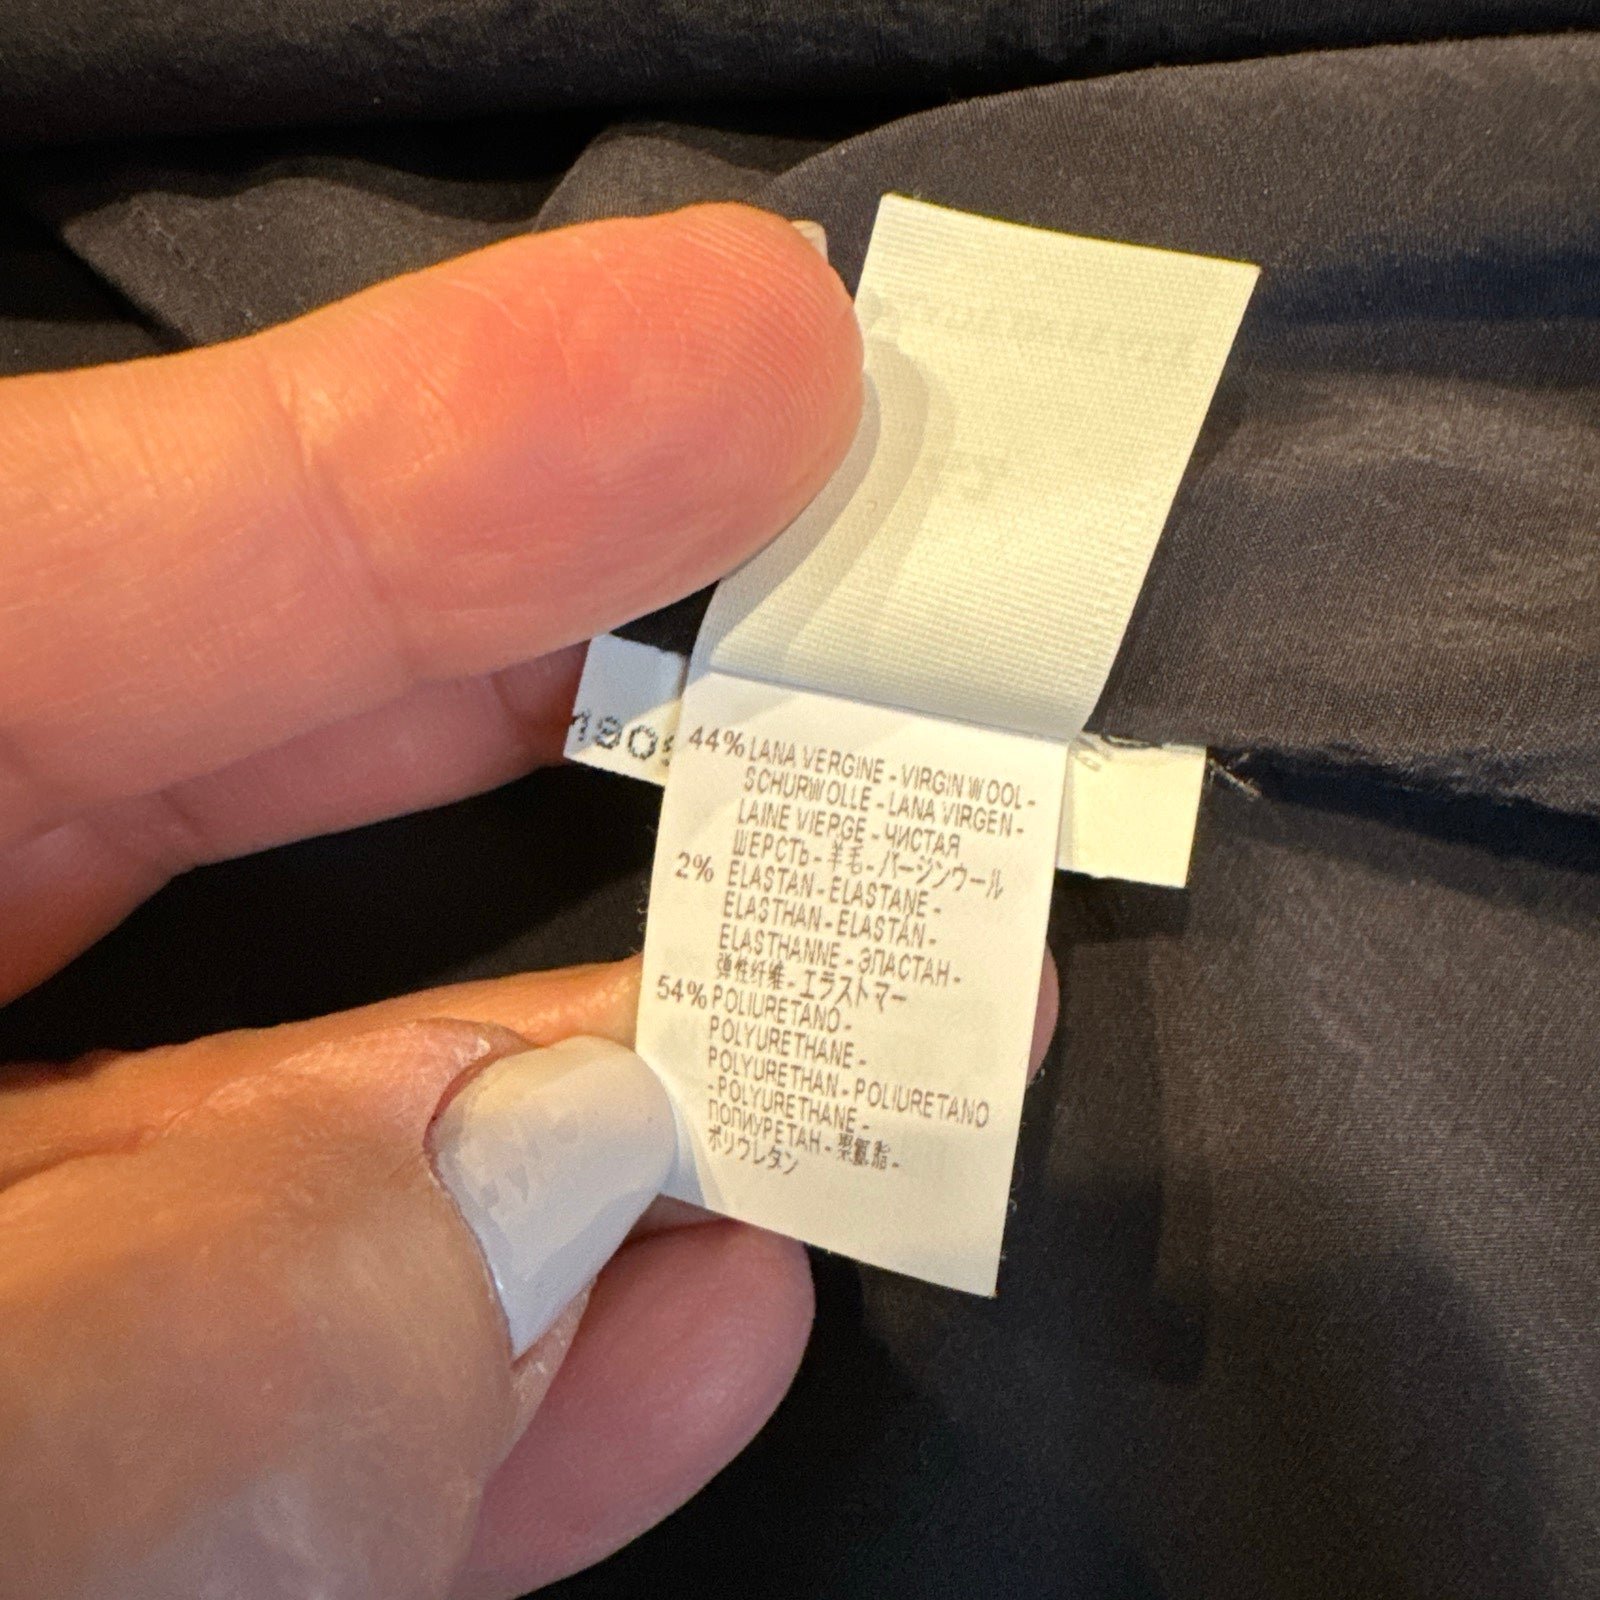 1909
44% LANA VERGINE - VIRGIN WOOL -
SCHURWOLLE - LANA VIRGEN -
LAINE VIERGE - ЧИСТАЯ
ШЕРСТЬ - 羊毛 - バージンウール
2% ELASTAN - ELASTANE -
ELASTHAN - ELASTÁN -
ELASTHANNE - ЭЛАСТАН -
弹性纤维 - エラストマー
54% POLIURETANO -
POLYURETHANE -
POLYURETHAN - POLIURETANO
- POLYURETHANE -
ПОЛИУРЕТАН - 聚氨脂 -
ポリウレタン